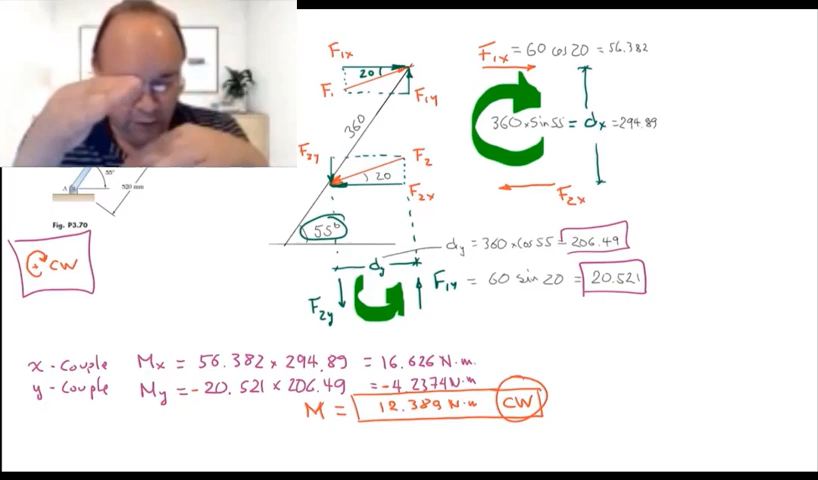 F1x
20
F1
F1y
360
F2y
F2
20
F2x
55°
dy
F2y
F1x = 60 cos 20 = 56.382
360 x sin 55 = dx = 294.89
F2x
dy = 360 x cos 55 = 206.49
F1y = 60 sin 20 = 20.521
55°
A
520 mm
Fig. P3.70
+ CW
x - Couple Mx = 56.382 x 294.89 = 16.626 N·m.
y - Couple My = -20.521 x 206.49 = -4.2374 N·m
M = 12.389 N·m CW